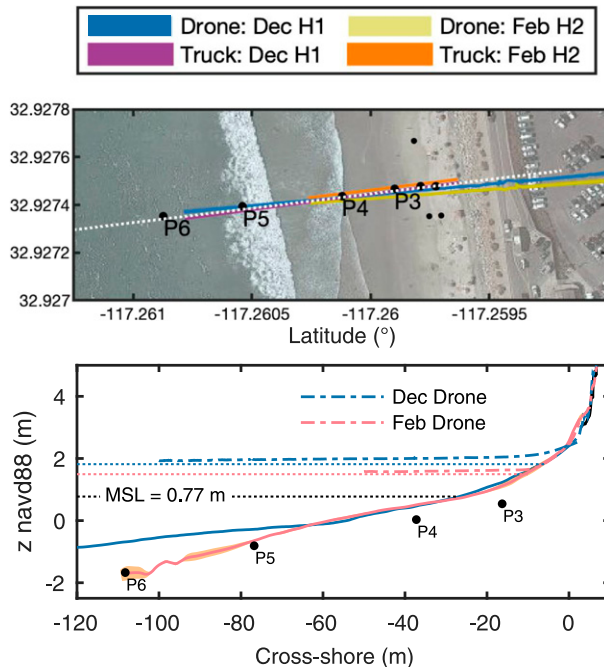 Drone: Dec H1 Drone: Feb H2
Truck: Dec H1 Truck: Feb H2
32.9278
32.9276
32.9274
32.9272
32.927
P6 P5 P4 P3
-117.261 -117.2605 -117.26 -117.2595
Latitude (°)
z navd88 (m)
4
2
0
-2
Dec Drone
Feb Drone
MSL = 0.77 m
P6 P5 P4 P3
-120 -100 -80 -60 -40 -20 0
Cross-shore (m)